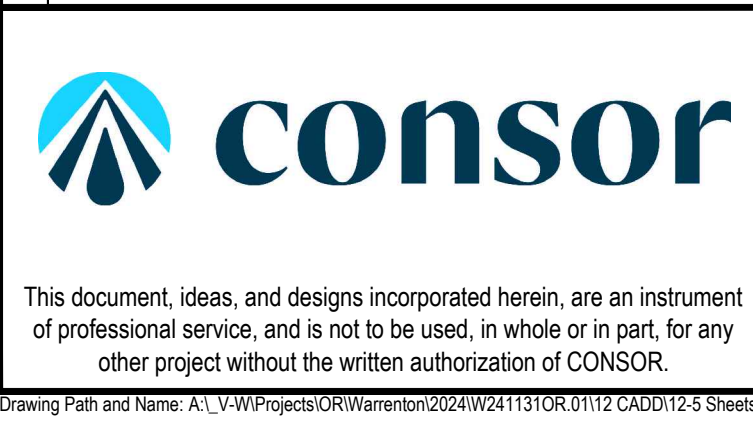 consor
This document, ideas, and designs incorporated herein, are an instrument
of professional service, and is not to be used, in whole or in part, for any
other project without the written authorization of CONSOR.
Drawing Path and Name: A:\_V-W\Projects\OR\Warrenton\2024\W241131OR.01\12 CADD\12-5 Sheets